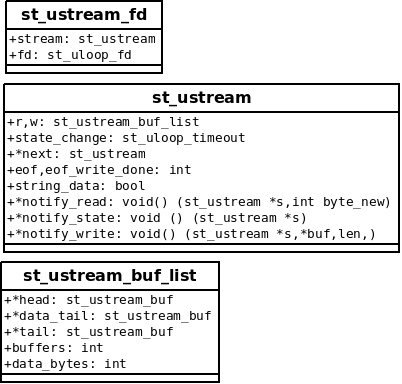 st_ustream_fd
+stream: st_ustream
+fd: st_uloop_fd
st_ustream
+r,w: st_ustream_buf_list
+state_change: st_uloop_timeout
+*next: st_ustream
+eof,eof_write_done: int
+string_data: bool
+*notify_read: void() (st_ustream *s,int byte_new)
+*notify_state: void () (st_ustream *s)
+*notify_write: void() (st_ustream *s,*buf,len,)
st_ustream_buf_list
+*head: st_ustream_buf
+*data_tail: st_ustream_buf
+*tail: st_ustream_buf
+buffers: int
+data_bytes: int